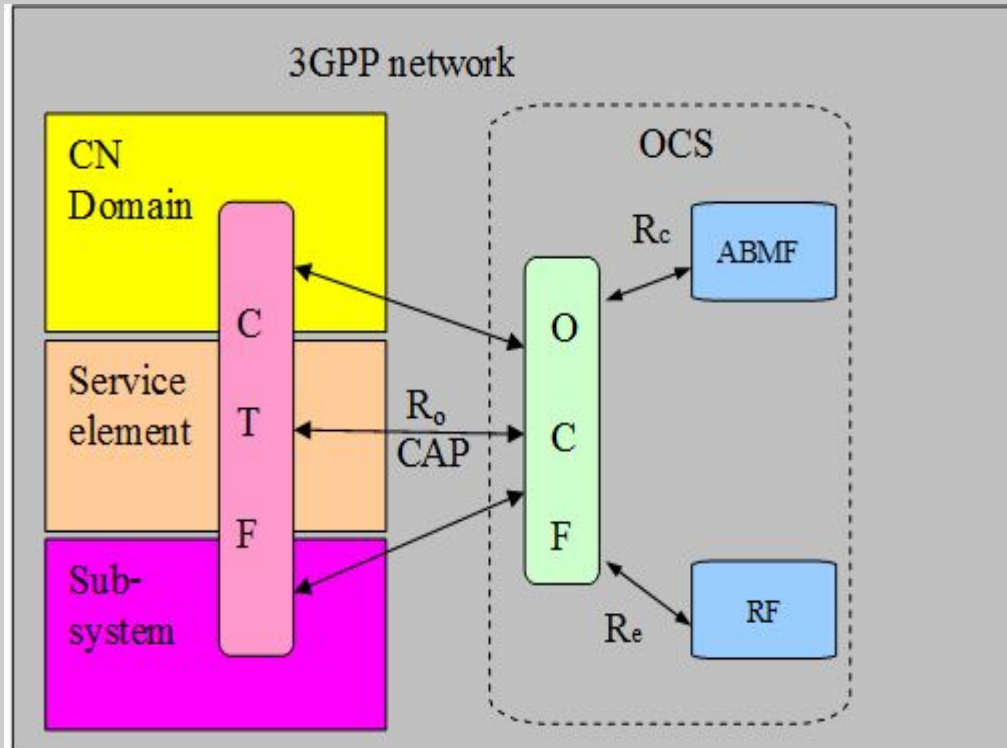 3GPP network
CN
Domain
Service
element
Sub-
system
C
T
F
Ro
CAP
OCS
O
C
F
Rc
ABMF
Re
RF